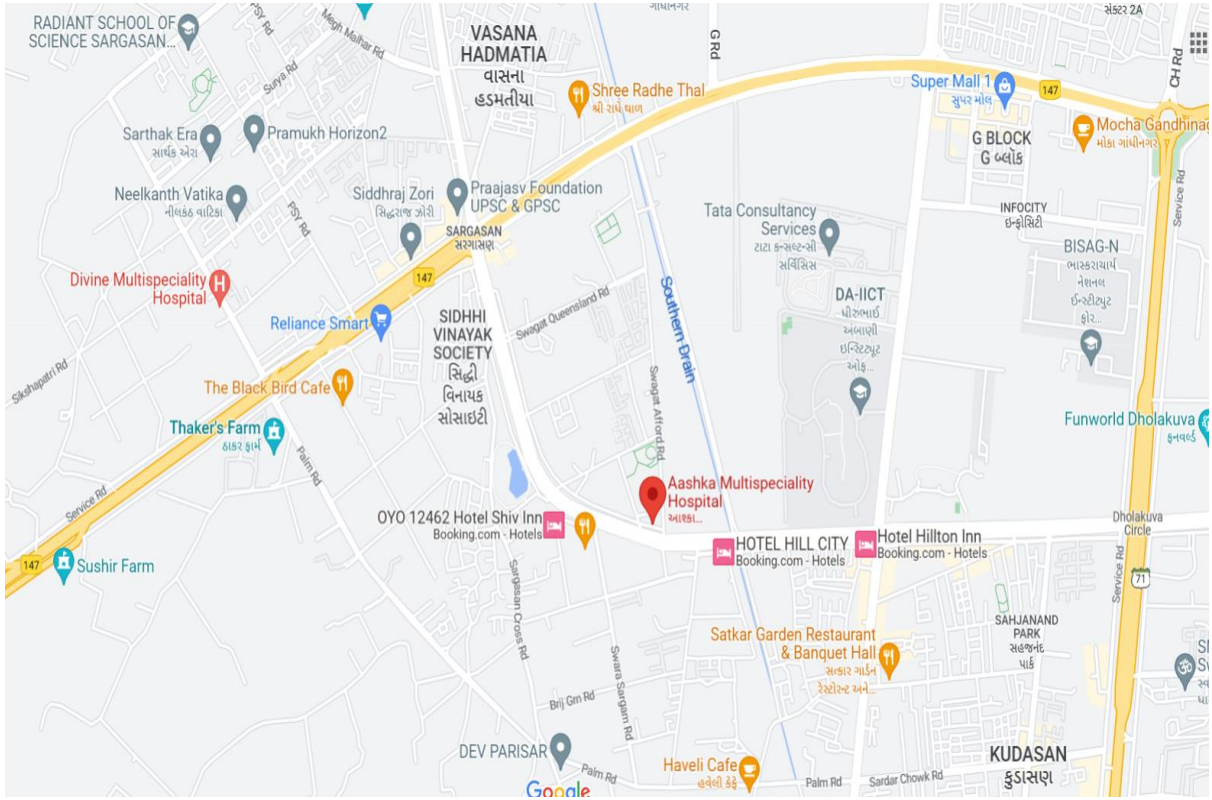 RADIANT SCHOOL OF
SCIENCE SARGASAN...
PSY Rd
Megh Malhar Rd
Surya Rd
VASANA
HADMATIA
વાસના
હડમતીયા
ગાંધીનગર
G Rd
સેક્ટર 2A
CH Rd
Shree Radhe Thal
શ્રી રાધે થાળ
Super Mall 1
સુપર મોલ
147
Mocha Gandhinag
મોકા ગાંધીનગર
G BLOCK
G બ્લૉક
Sarthak Era
સાર્થક એરા
Pramukh Horizon2
Neelkanth Vatika
નીલકંઠ વાટિકા
PSY Rd
Siddhraj Zori
સિદ્ધરાજ ઝોરી
Praajasv Foundation
UPSC & GPSC
SARGASAN
સરગાસણ
Tata Consultancy
Services
ટાટા કન્સલ્ટન્સી
સર્વિસિસ
INFOCITY
ઇન્ફોસિટી
Service Rd
BISAG-N
ભાસ્કરાચાર્ય
નેશનલ
ઈન્સ્ટીટ્યુટ
ફોર...
Divine Multispeciality
Hospital
147
Reliance Smart
SIDHHI
VINAYAK
SOCIETY
સિદ્ધી
વિનાયક
સોસાઇટી
Swagat Queensland Rd
Southern Drain
DA-IICT
ધીરુભાઈ
અંબાણી
ઇન્સ્ટિટ્યૂટ
ઓફ...
Sikshapatri Rd
The Black Bird Cafe
Swagat Afford Rd
Thaker's Farm
ઠાકર ફાર્મ
Palm Rd
Funworld Dholakuva
ફનવર્લ્ડ
Service Rd
Aashka Multispeciality
Hospital
આશ્કા...
OYO 12462 Hotel Shiv Inn
Booking.com - Hotels
HOTEL HILL CITY
Booking.com - Hotels
Hotel Hillton Inn
Booking.com - Hotels
Dholakuva
Circle
147
Sushir Farm
Sargasan Cross Rd
Service Rd
71
Swara Sargam Rd
Satkar Garden Restaurant
& Banquet Hall
સત્કાર ગાર્ડન
રેસ્ટોરન્ટ અને...
SAHJANAND
PARK
સહજનંદ
પાર્ક
Brij Gm Rd
DEV PARISAR
Palm Rd
Haveli Cafe
હવેલી કેફે
Palm Rd
Sardar Chowk Rd
KUDASAN
કુડાસણ
Google